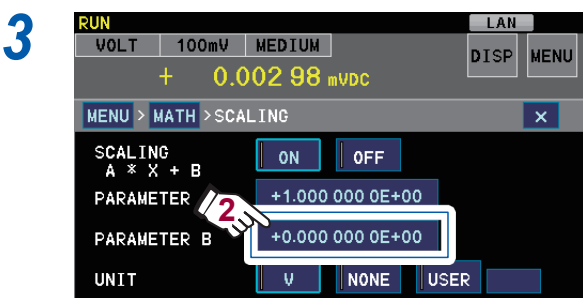 3
RUN LAN
VOLT 100mV MEDIUM DISP MENU
+ 0.002 98 mVDC
MENU > MATH >SCALING ×
SCALING ON OFF
A * X + B
PARAMETER +1.000 000 0E+00
2
PARAMETER B +0.000 000 0E+00
UNIT V NONE USER